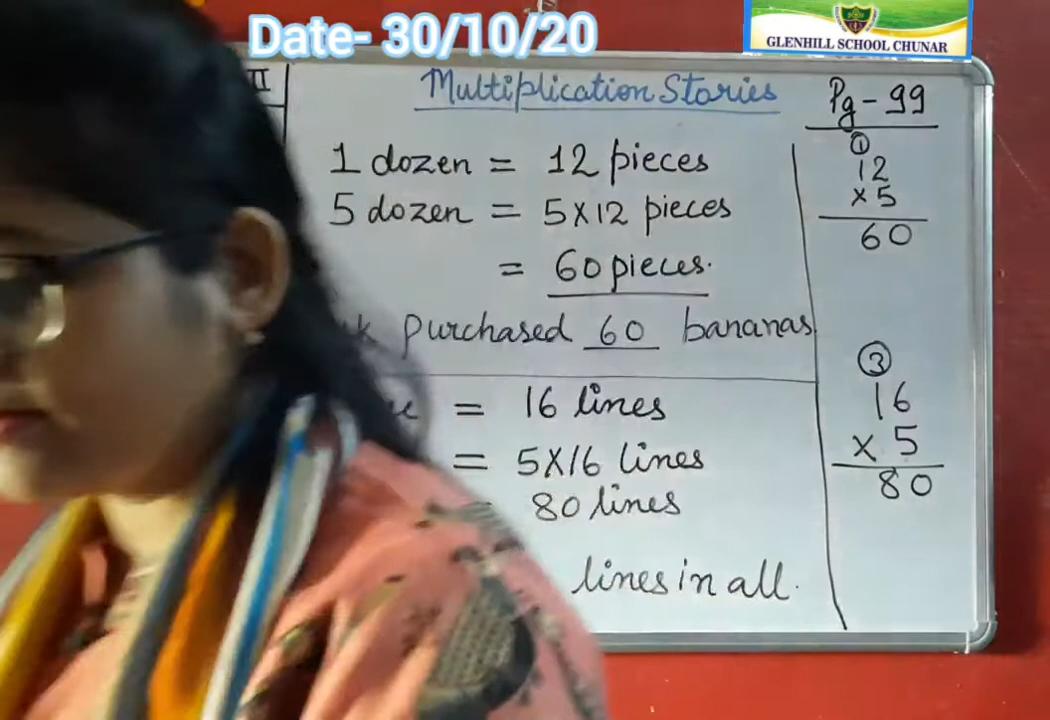 Date- 30/10/20
GLENHILL SCHOOL CHUNAR
II
Multiplication Stories
Pg-99
1 dozen = 12 pieces
5 dozen = 5X12 pieces
= 60 pieces.
purchased 60 bananas
= 16 lines
= 5X16 lines
= 80 lines
lines in all.
1
12
x5
60
3
16
x 5
80